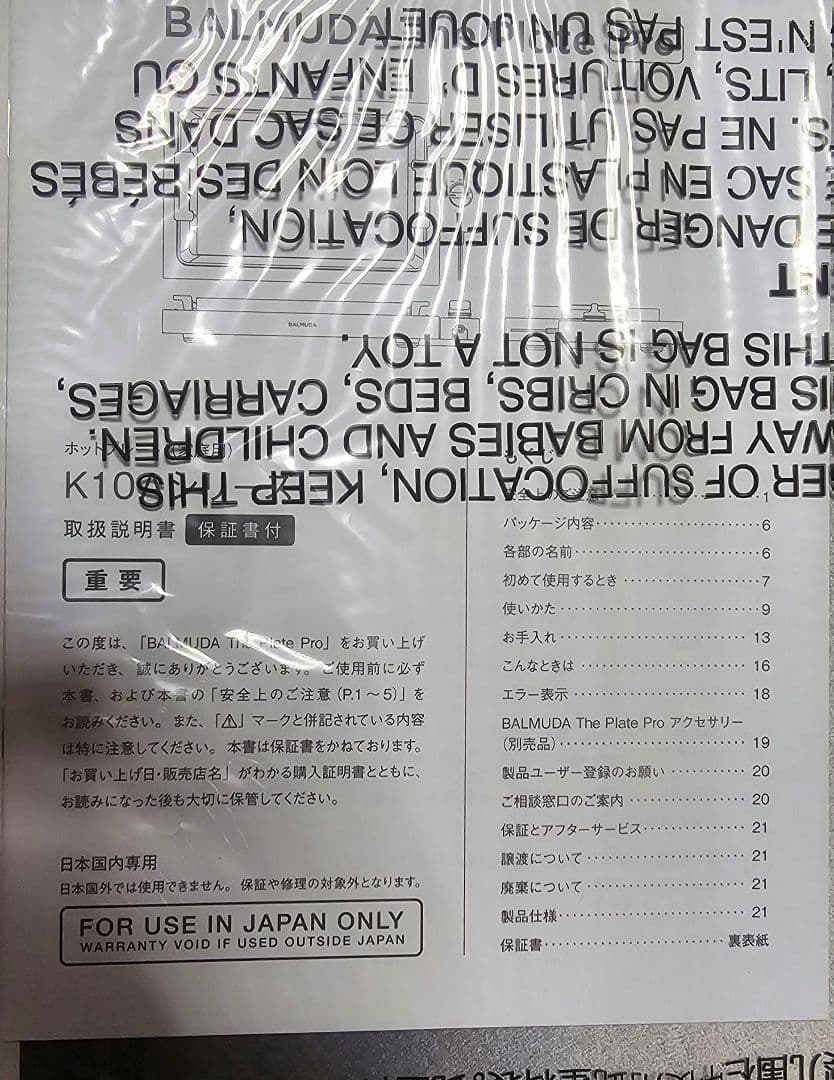 BALMUDA The Plate Pro
N'EST PAS UN JOUET
LITS, VOITURES D'ENFANTS OU
NE PAS UTILISER CE SAC DANS
SAC EN PLASTIQUE LOIN DES BÉBÉS
DANGER DE SUFFOCATION,
BALMUDA
THIS BAG IS NOT A TOY.
BAG IN CRIBS, BEDS, CARRIAGES,
FROM BABIES AND CHILDREN.
OF SUFFOCATION, KEEP THIS
取扱説明書 保証書付
重要
この度は、「BALMUDA The Plate Pro」をお買い上げ
いただき、誠にありがとうございます。ご使用前に必ず
本書、および本書の「安全上のご注意（P.1～5）」を
お読みください。また、「⚠」マークと併記されている内容
は特に注意してください。本書は保証書をかねております。
「お買い上げ日・販売店名」がわかる購入証明書とともに、
お読みになった後も大切に保管してください。
日本国内専用
日本国外では使用できません。保証や修理の対象外となります。
FOR USE IN JAPAN ONLY
WARRANTY VOID IF USED OUTSIDE JAPAN
もくじ
安全上のご注意 1
パッケージ内容 6
各部の名前 6
初めて使用するとき 7
使いかた 9
お手入れ 13
こんなときは 16
エラー表示 18
BALMUDA The Plate Pro アクセサリー
（別売品） 19
製品ユーザー登録のお願い 20
ご相談窓口のご案内 20
保証とアフターサービス 21
譲渡について 21
廃棄について 21
製品仕様 21
保証書 裏表紙